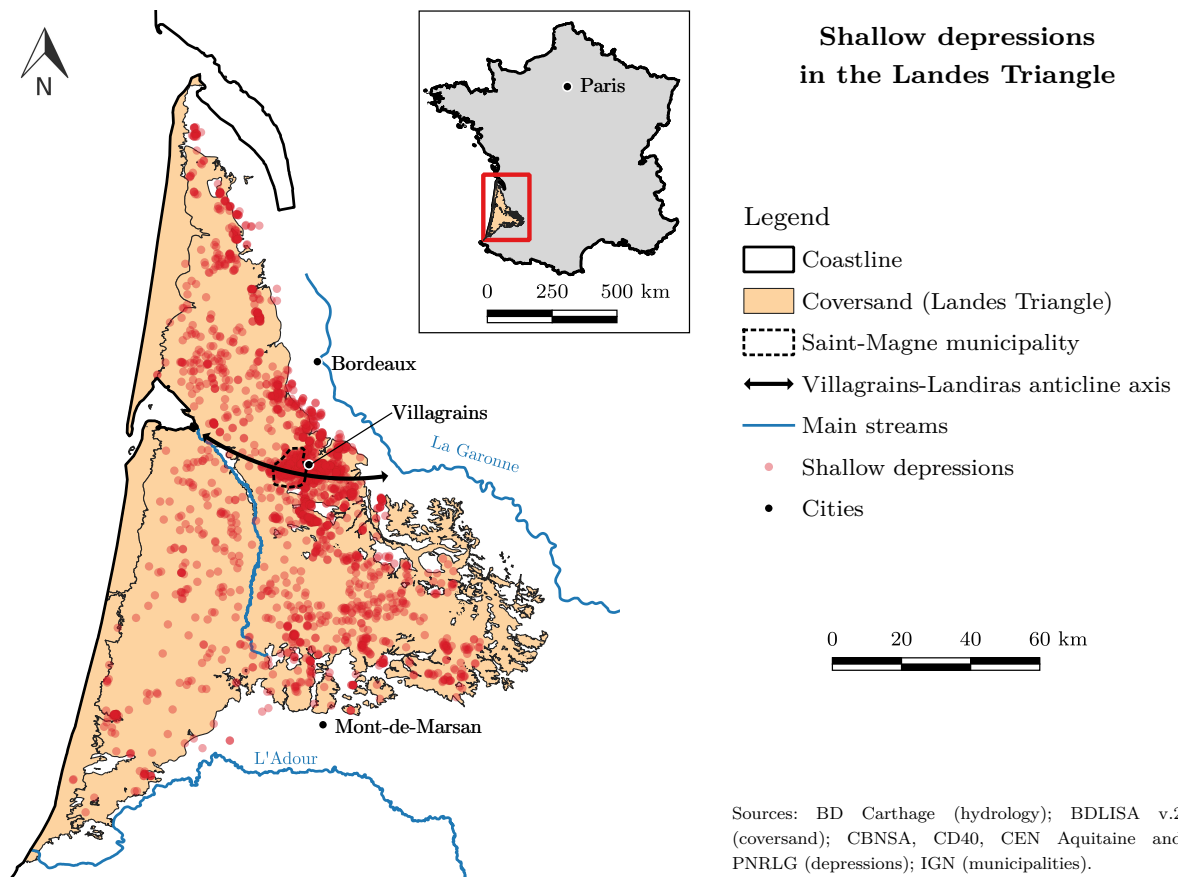 Shallow depressions
in the Landes Triangle
N
Paris
0 250 500 km
Bordeaux
Villagrains
La Garonne
Mont-de-Marsan
L'Adour
Legend
Coastline
Coversand (Landes Triangle)
Saint-Magne municipality
Villagrains-Landiras anticline axis
Main streams
Shallow depressions
Cities
0 20 40 60 km
Sources: BD Carthage (hydrology); BDLISA v.2
(coversand); CBNSA, CD40, CEN Aquitaine and
PNRLG (depressions); IGN (municipalities).